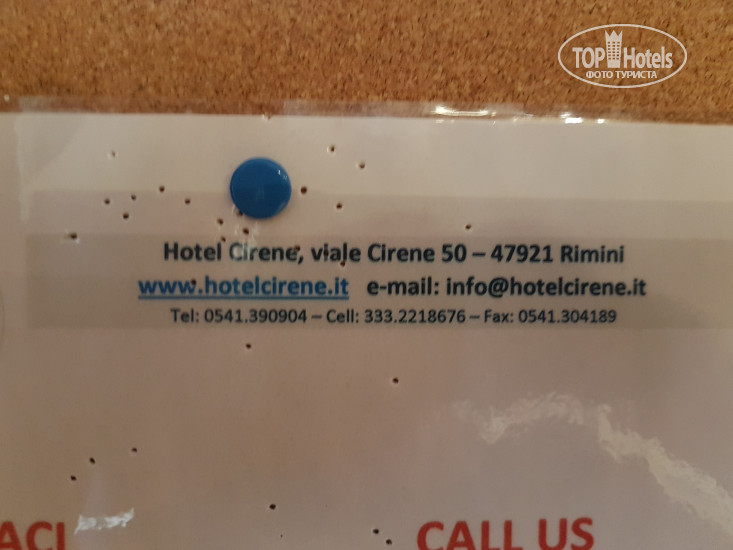 TOP Hotels
ФОТО ТУРИСТА
Hotel Cirene, viale Cirene 50 – 47921 Rimini
www.hotelcirene.it e-mail: info@hotelcirene.it
Tel: 0541.390904 – Cell: 333.2218676 – Fax: 0541.304189
ACI CALL US